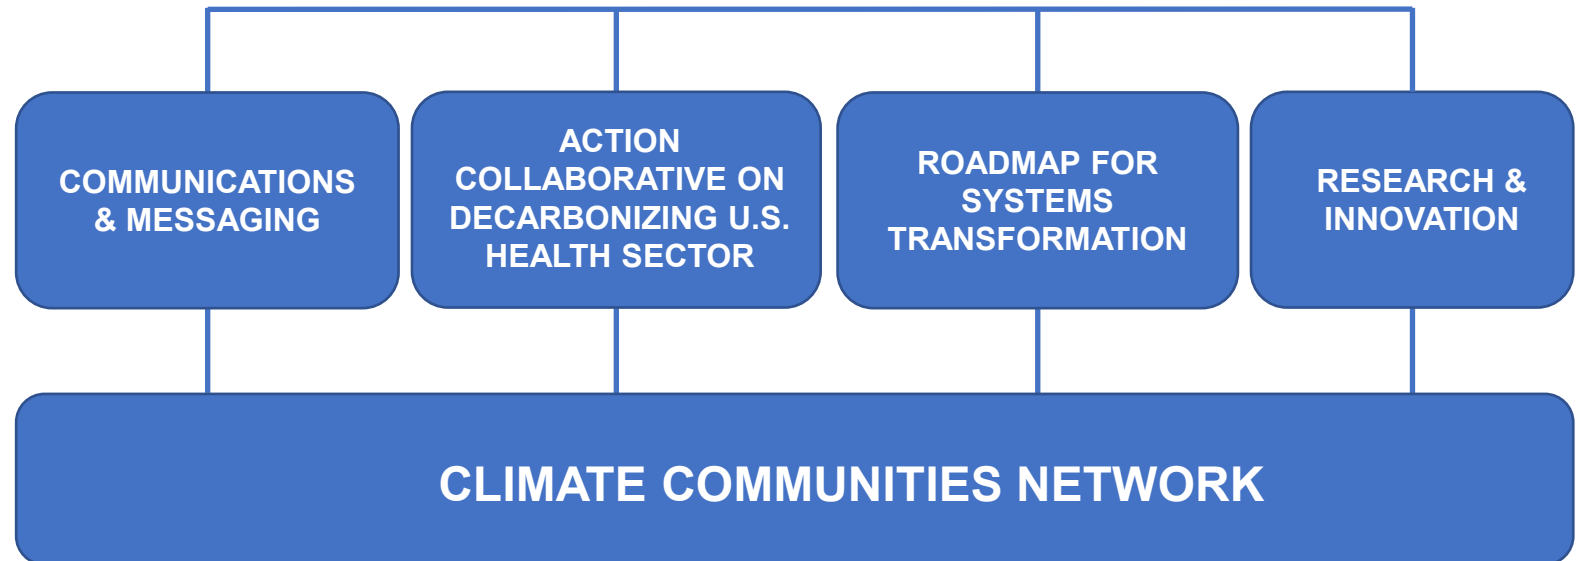 COMMUNICATIONS
& MESSAGING
ACTION
COLLABORATIVE ON
DECARBONIZING U.S.
HEALTH SECTOR
ROADMAP FOR
SYSTEMS
TRANSFORMATION
RESEARCH &
INNOVATION
CLIMATE COMMUNITIES NETWORK